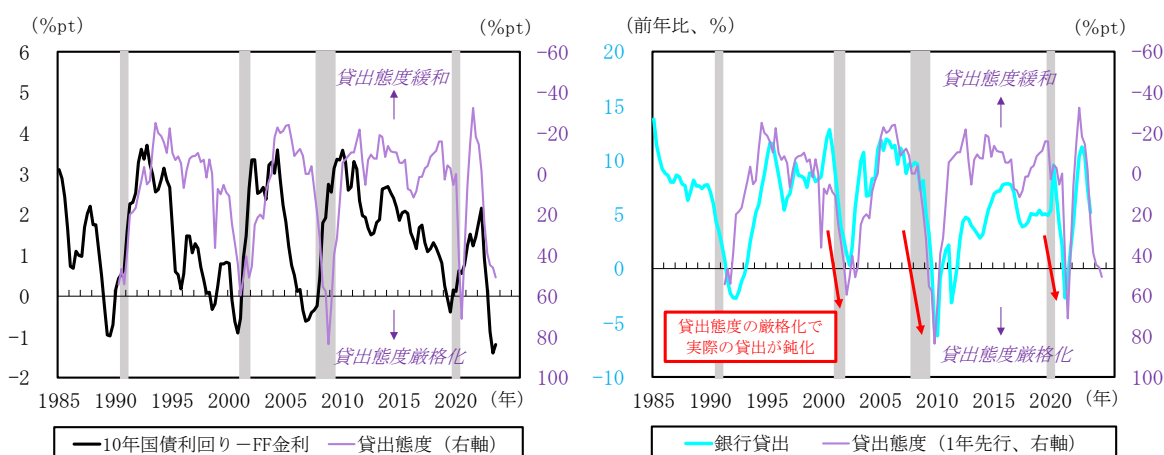 (%pt)
(%pt)
6
5
4
3
2
1
0
-1
-2
-60
-40
-20
0
20
40
60
80
100
貸出態度緩和
貸出態度厳格化
1985 1990 1995 2000 2005 2010 2015 2020 (年)
10年国債利回り－FF金利
貸出態度（右軸）
(前年比、%)
(%pt)
20
15
10
5
0
-5
-10
-60
-40
-20
0
20
40
60
80
100
貸出態度緩和
貸出態度の厳格化で
実際の貸出が鈍化
貸出態度厳格化
1985 1990 1995 2000 2005 2010 2015 2020 (年)
銀行貸出
貸出態度（1年先行、右軸）